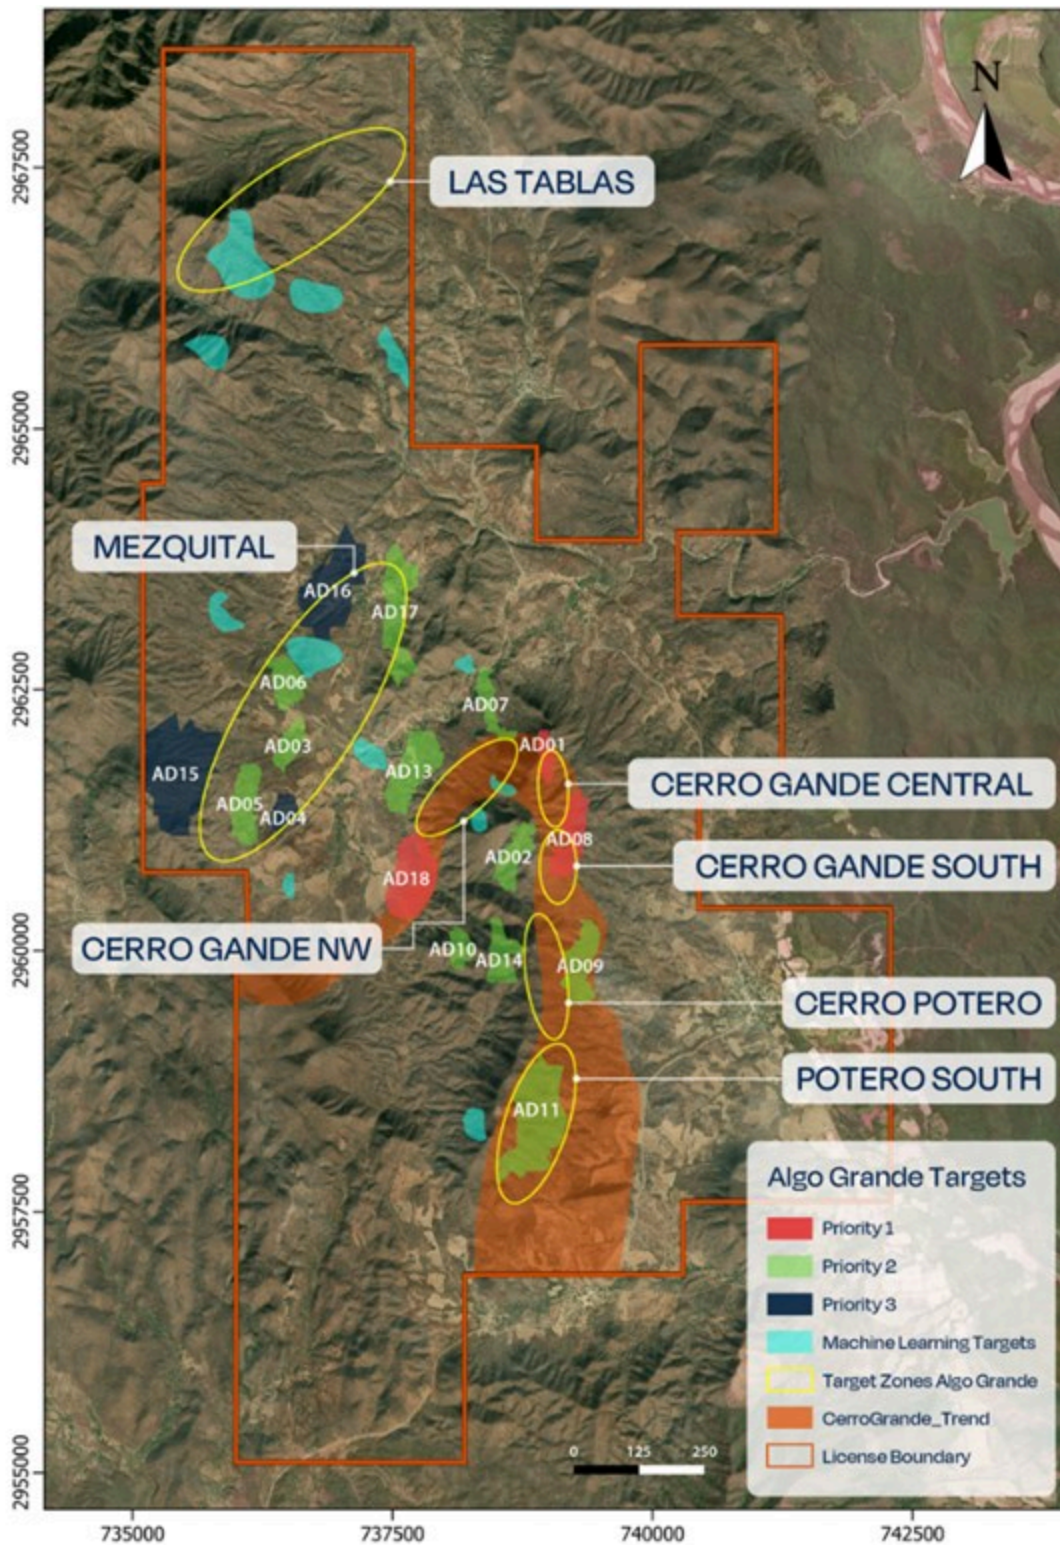 N
2967500
LAS TABLAS
2965000
MEZQUITAL
AD16
AD17
2962500
AD06
AD07
AD03
AD01
AD15
AD13
CERRO GANDE CENTRAL
AD05
AD04
AD08
AD02
CERRO GANDE SOUTH
AD18
CERRO GANDE NW
2960000
AD10
AD14
AD09
CERRO POTERO
POTERO SOUTH
AD11
2957500
Algo Grande Targets
Priority 1
Priority 2
Priority 3
Machine Learning Targets
Target Zones Algo Grande
CerroGrande_Trend
License Boundary
0 125 250
2955000
735000 737500 740000 742500